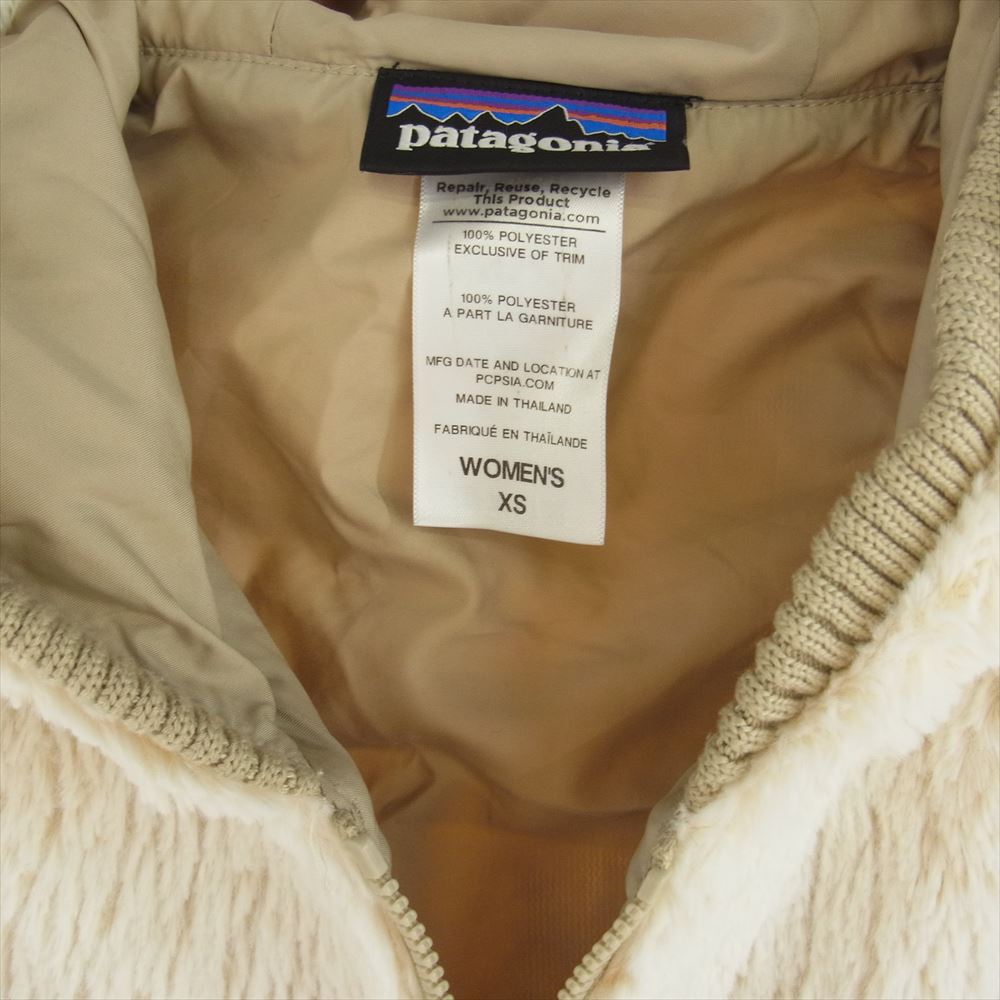 patagonia
Repair, Reuse, Recycle
This Product
www.patagonia.com
100% POLYESTER
EXCLUSIVE OF TRIM
100% POLYESTER
A PART LA GARNITURE
MFG DATE AND LOCATION AT
PCPSIA.COM
MADE IN THAILAND
FABRIQUÉ EN THAÏLANDE
WOMEN'S
XS